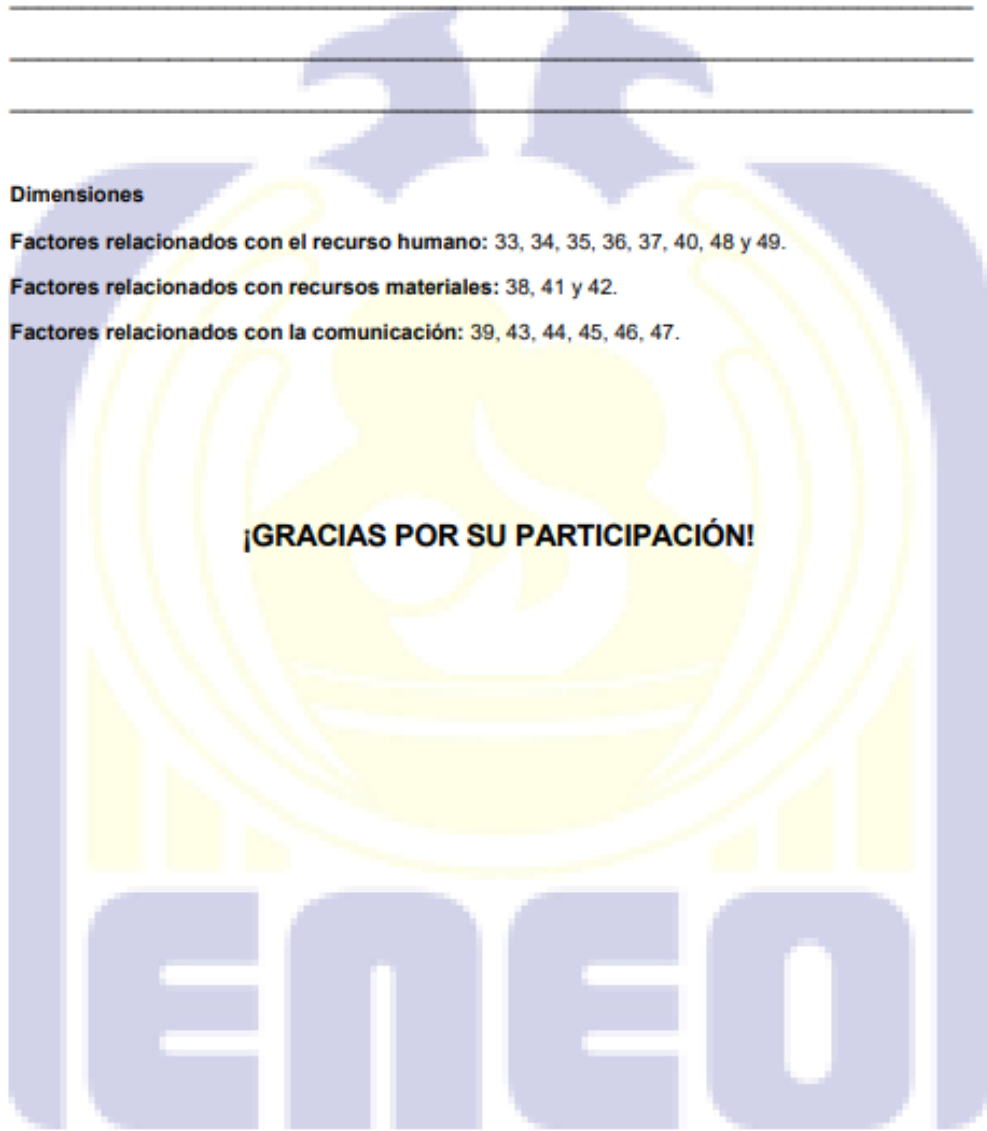 Dimensiones
Factores relacionados con el recurso humano: 33, 34, 35, 36, 37, 40, 48 y 49.
Factores relacionados con recursos materiales: 38, 41 y 42.
Factores relacionados con la comunicación: 39, 43, 44, 45, 46, 47.
¡GRACIAS POR SU PARTICIPACIÓN!
ENEO